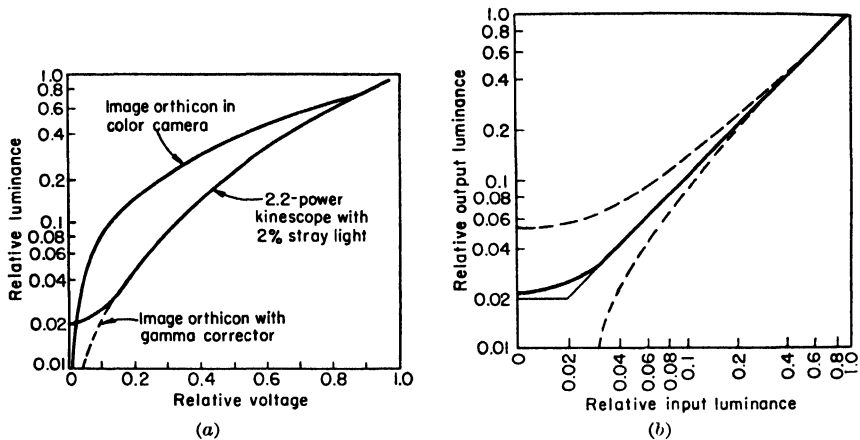 1.0
0.8
0.6
0.4
0.2
0.1
0.08
0.06
0.04
0.02
0.01
Relative luminance
Image orthicon in
color camera
2.2-power
kinescope with
2% stray light
Image orthicon with
gamma corrector
0 0.2 0.4 0.6 0.8 1.0
Relative voltage
(a)
1.0
0.8
0.6
0.4
0.2
0.1
0.08
0.06
0.04
0.02
0.01
Relative output luminance
0 0.02 0.04 0.06 0.08 0.1 0.2 0.4 0.6 0.8 1.0
Relative input luminance
(b)